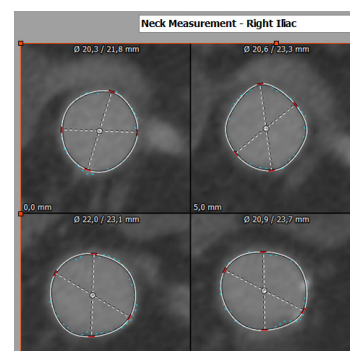 Neck Measurement - Right Iliac
Ø 20,3 / 21,8 mm
Ø 20,6 / 23,3 mm
0,0 mm
5,0 mm
Ø 22,0 / 23,1 mm
Ø 20,9 / 23,7 mm